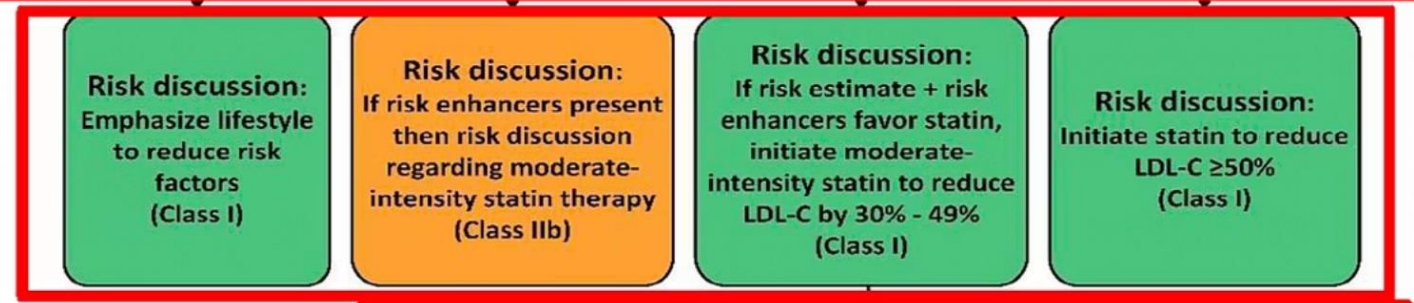 Risk discussion:
Emphasize lifestyle
to reduce risk
factors
(Class I)
Risk discussion:
If risk enhancers present
then risk discussion
regarding moderate-
intensity statin therapy
(Class IIb)
Risk discussion:
If risk estimate + risk
enhancers favor statin,
initiate moderate-
intensity statin to reduce
LDL-C by 30% - 49%
(Class I)
Risk discussion:
Initiate statin to reduce
LDL-C ≥50%
(Class I)